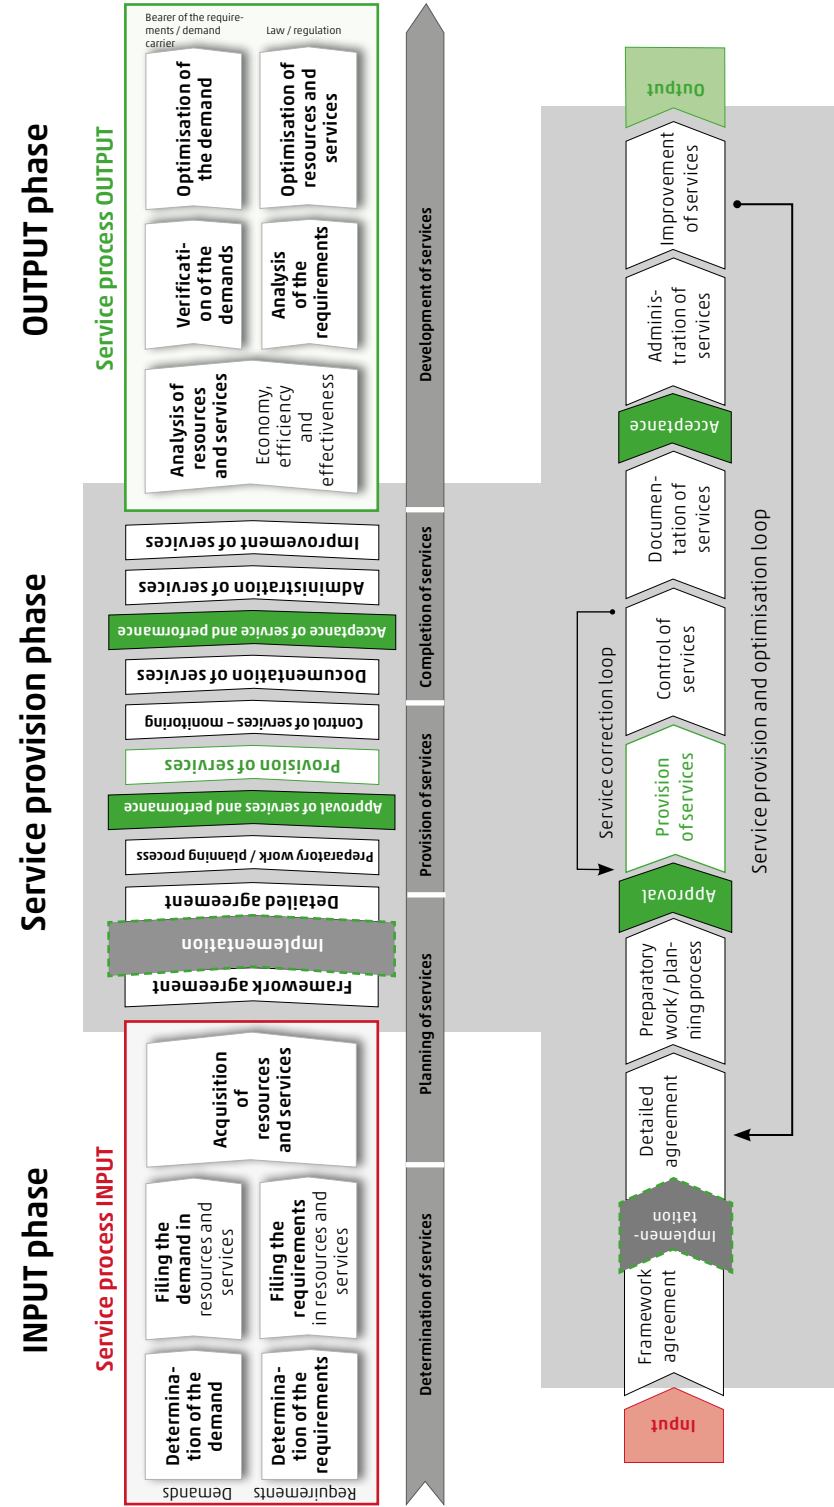 INPUT phase
Service provision phase
OUTPUT phase
Service process INPUT
Service process OUTPUT
Demands
Requirements
Determina-
tion of the
demand
Determina-
tion of the
requirements
Filing the
demand in
resources and
services
Filing the
requirements
in resources and
services
Acquisition
of
resources
and services
Framework agreement
Implementation
Detailed agreement
Preparatory work / planning process
Approval of services and performance
Provision of services
Control of services – monitoring
Documentation of services
Acceptance of service and performance
Administration of services
Improvement of services
Analysis of
resources
and services
Economy,
efficiency
and
effectiveness
Verificati-
on of the
demands
Analysis
of the
requirements
Optimisation of
the demand
Optimisation of
resources and
services
Bearer of the require-
ments / demand
carrier
Law / regulation
Determination of services
Planning of services
Provision of services
Completion of services
Development of services
Input
Framework
agreement
Implemen-
tation
Detailed
agreement
Preparatory
work / plan-
ning process
Approval
Provision
of services
Control of
services
Documen-
tation of
services
Acceptance
Adminis-
tration of
services
Improvement
of services
Output
Service correction loop
Service provision and optimisation loop